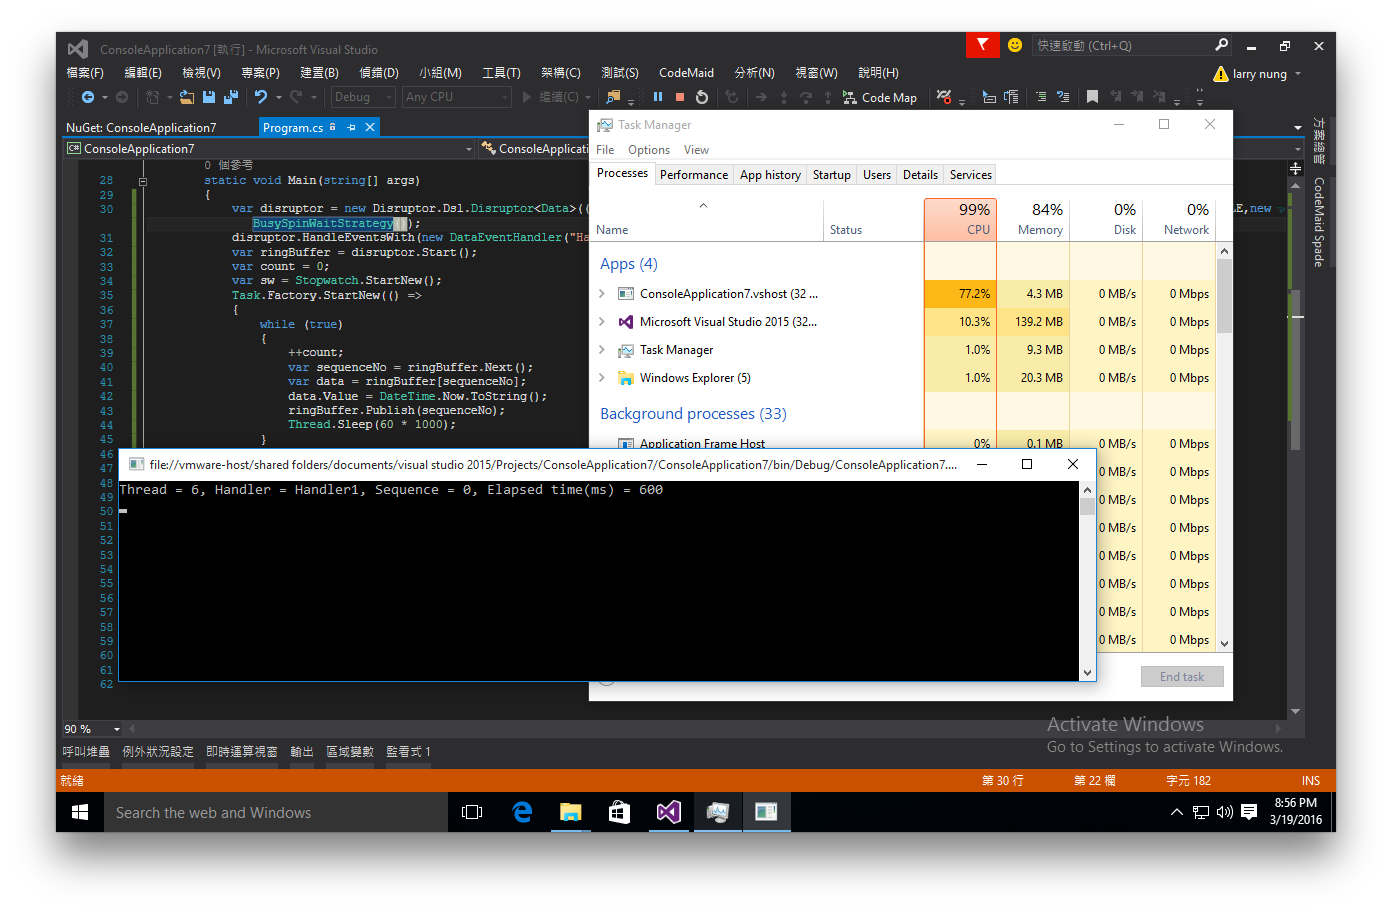 ConsoleApplication7 [執行] - Microsoft Visual Studio
快速啟動 (Ctrl+Q)
檔案(F) 編輯(E) 檢視(V) 專案(P) 建置(B) 偵錯(D) 小組(M) 工具(T) 架構(C) 測試(S) CodeMaid 分析(N) 視窗(W) 說明(H) larry nung
Debug Any CPU 繼續(C) Code Map
NuGet: ConsoleApplication7 Program.cs
ConsoleApplication7 ConsoleApplicati
0 個參考
28 static void Main(string[] args)
29 {
30 var disruptor = new Disruptor.Dsl.Disruptor<Data>(( E,new
BusySpinWaitStrategy());
31 disruptor.HandleEventsWith(new DataEventHandler("Ha
32 var ringBuffer = disruptor.Start();
33 var count = 0;
34 var sw = Stopwatch.StartNew();
35 Task.Factory.StartNew(() =>
36 {
37 while (true)
38 {
39 ++count;
40 var sequenceNo = ringBuffer.Next();
41 var data = ringBuffer[sequenceNo];
42 data.Value = DateTime.Now.ToString();
43 ringBuffer.Publish(sequenceNo);
44 Thread.Sleep(60 * 1000);
45 }
46
47
48
49
50
51
52
53
54
55
56
57
58
59
60
61
62
方案總管
CodeMaid Spade
Task Manager
File Options View
Processes Performance App history Startup Users Details Services
99% 84% 0% 0%
Name Status CPU Memory Disk Network
Apps (4)
ConsoleApplication7.vshost (32 ... 77.2% 4.3 MB 0 MB/s 0 Mbps
Microsoft Visual Studio 2015 (32... 10.3% 139.2 MB 0 MB/s 0 Mbps
Task Manager 1.0% 9.3 MB 0 MB/s 0 Mbps
Windows Explorer (5) 1.0% 20.3 MB 0 MB/s 0 Mbps
Background processes (33)
Application Frame Host 0% 0.1 MB 0 MB/s 0 Mbps
0 MB/s 0 Mbps
0 MB/s 0 Mbps
0 MB/s 0 Mbps
0 MB/s 0 Mbps
0 MB/s 0 Mbps
0 MB/s 0 Mbps
0 MB/s 0 Mbps
End task
file://vmware-host/shared folders/documents/visual studio 2015/Projects/ConsoleApplication7/ConsoleApplication7/bin/Debug/ConsoleApplication7....
Thread = 6, Handler = Handler1, Sequence = 0, Elapsed time(ms) = 600
Activate Windows
Go to Settings to activate Windows.
90 %
呼叫堆疊 例外狀況設定 即時運算視窗 輸出 區域變數 監看式 1
就緒 第 30 行 第 22 欄 字元 182 INS
Search the web and Windows
8:56 PM
3/19/2016